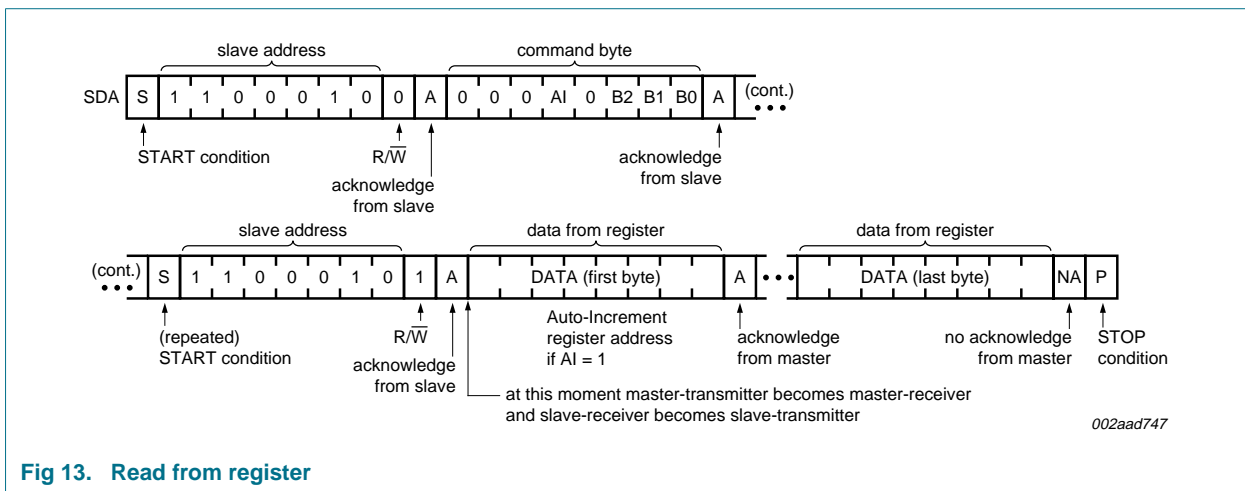 slave address command byte
SDA S 1 1 0 0 0 1 0 0 A 0 0 0 AI 0 B2 B1 B0 A (cont.)
START condition R/W̅ acknowledge
acknowledge from slave
from slave
slave address data from register data from register
(cont.) S 1 1 0 0 0 1 0 1 A DATA (first byte) A DATA (last byte) NA P
(repeated) R/W̅ Auto-Increment acknowledge no acknowledge STOP
START condition register address from master from master condition
acknowledge if AI = 1
from slave
at this moment master-transmitter becomes master-receiver
and slave-receiver becomes slave-transmitter
002aad747
Fig 13. Read from register